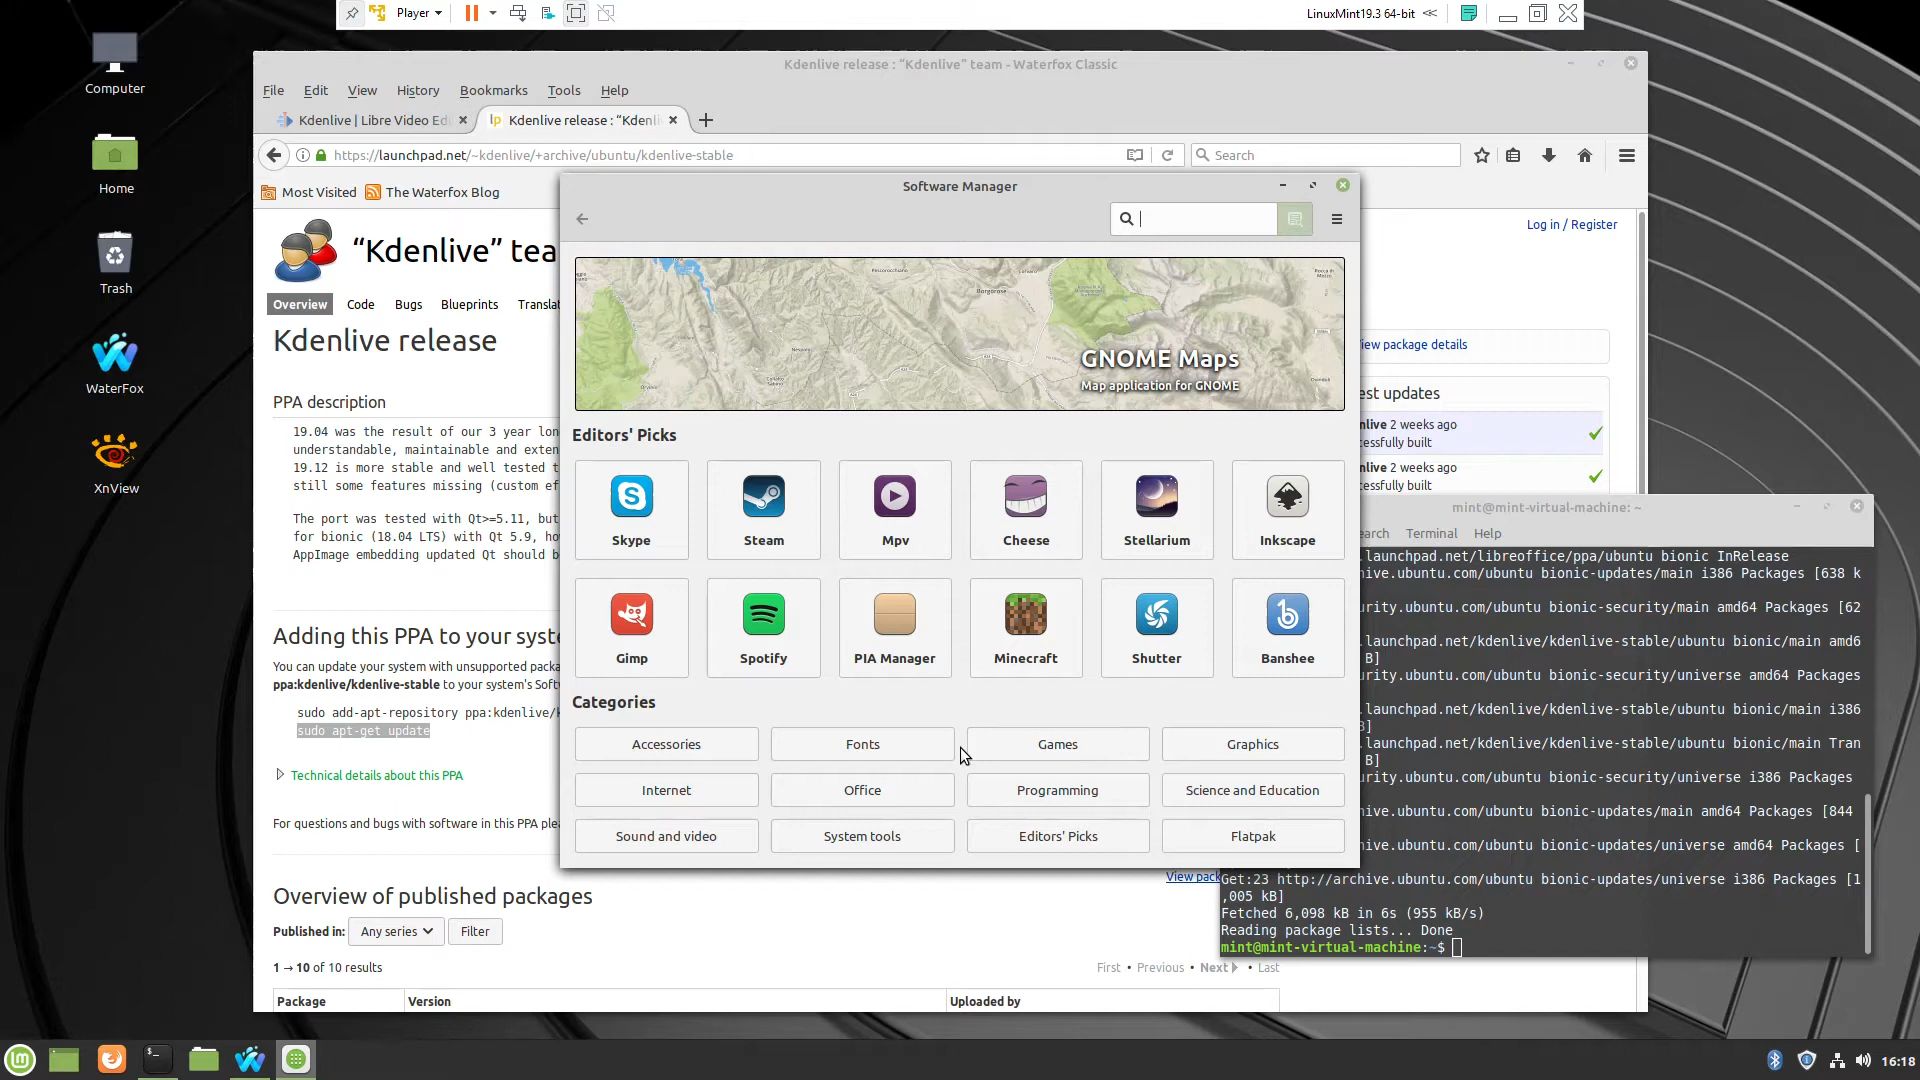 Player
LinuxMint19.3 64-bit
Computer
Home
Trash
WaterFox
XnView
Kdenlive release : “Kdenlive” team - Waterfox Classic
File Edit View History Bookmarks Tools Help
Kdenlive | Libre Video Edi
Kdenlive release : “Kdenli
https://launchpad.net/~kdenlive/+archive/ubuntu/kdenlive-stable
Search
Most Visited
The Waterfox Blog
“Kdenlive” tea
Log in / Register
Overview Code Bugs Blueprints Translat
Kdenlive release
PPA description
19.04 was the result of our 3 year lon
understandable, maintainable and exten
19.12 is more stable and well tested t
still some features missing (custom ef
The port was tested with Qt>=5.11, but
for bionic (18.04 LTS) with Qt 5.9, ho
AppImage embedding updated Qt should b
Adding this PPA to your syste
You can update your system with unsupported packa
ppa:kdenlive/kdenlive-stable to your system's Soft
sudo add-apt-repository ppa:kdenlive/k
sudo apt-get update
Technical details about this PPA
For questions and bugs with software in this PPA plea
Overview of published packages
Published in: Any series Filter
1 → 10 of 10 results
First • Previous • Next • Last
Package Version Uploaded by
View pack
iew package details
est updates
nlive 2 weeks ago
essfully built
nlive 2 weeks ago
essfully built
Software Manager
GNOME Maps
Map application for GNOME
Editors' Picks
Skype Steam Mpv Cheese Stellarium Inkscape
Gimp Spotify PIA Manager Minecraft Shutter Banshee
Categories
Accessories Fonts Games Graphics
Internet Office Programming Science and Education
Sound and video System tools Editors' Picks Flatpak
mint@mint-virtual-machine: ~
earch Terminal Help
.launchpad.net/libreoffice/ppa/ubuntu bionic InRelease
hive.ubuntu.com/ubuntu bionic-updates/main i386 Packages [638 k
urity.ubuntu.com/ubuntu bionic-security/main amd64 Packages [62
.launchpad.net/kdenlive/kdenlive-stable/ubuntu bionic/main amd6
B]
urity.ubuntu.com/ubuntu bionic-security/universe amd64 Packages
.launchpad.net/kdenlive/kdenlive-stable/ubuntu bionic/main i386
]
.launchpad.net/kdenlive/kdenlive-stable/ubuntu bionic/main Tran
B]
urity.ubuntu.com/ubuntu bionic-security/universe i386 Packages
hive.ubuntu.com/ubuntu bionic-updates/main amd64 Packages [844
hive.ubuntu.com/ubuntu bionic-updates/universe amd64 Packages [
Get:23 http://archive.ubuntu.com/ubuntu bionic-updates/universe i386 Packages [1
,005 kB]
Fetched 6,098 kB in 6s (955 kB/s)
Reading package lists... Done
mint@mint-virtual-machine:~$
16:18